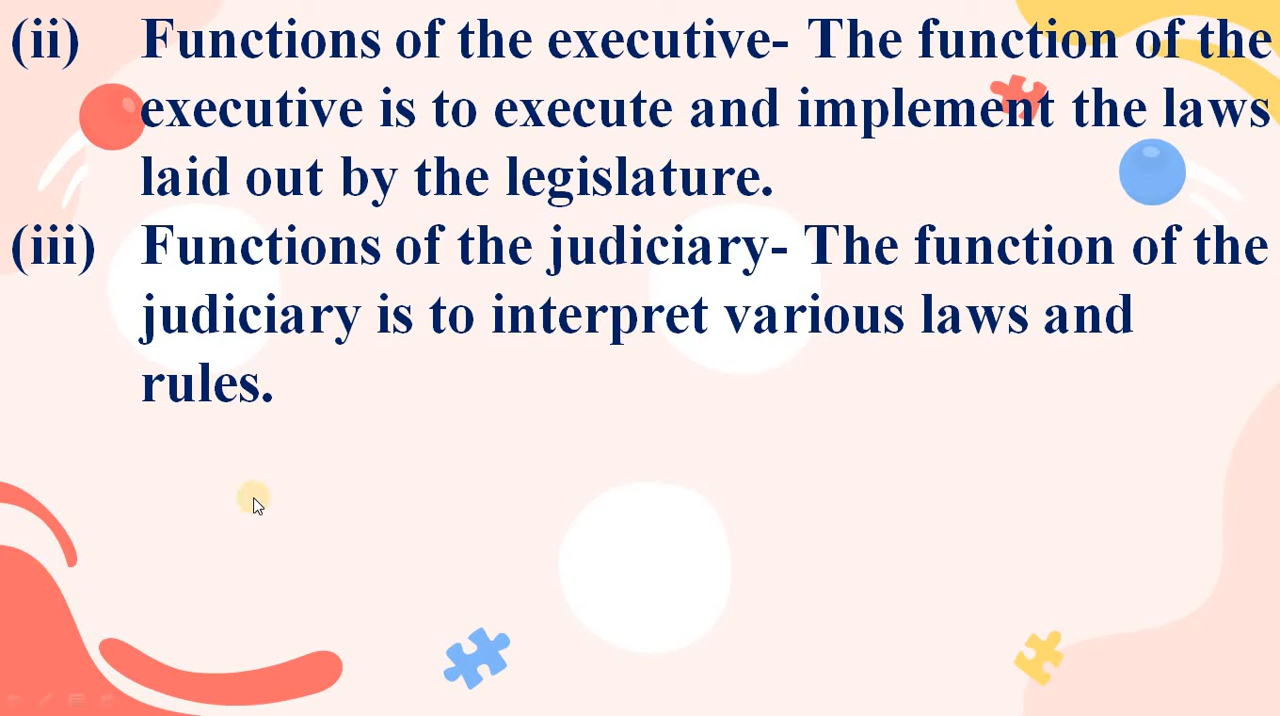 (ii) Functions of the executive- The function of the
executive is to execute and implement the laws
laid out by the legislature.
(iii) Functions of the judiciary- The function of the
judiciary is to interpret various laws and
rules.